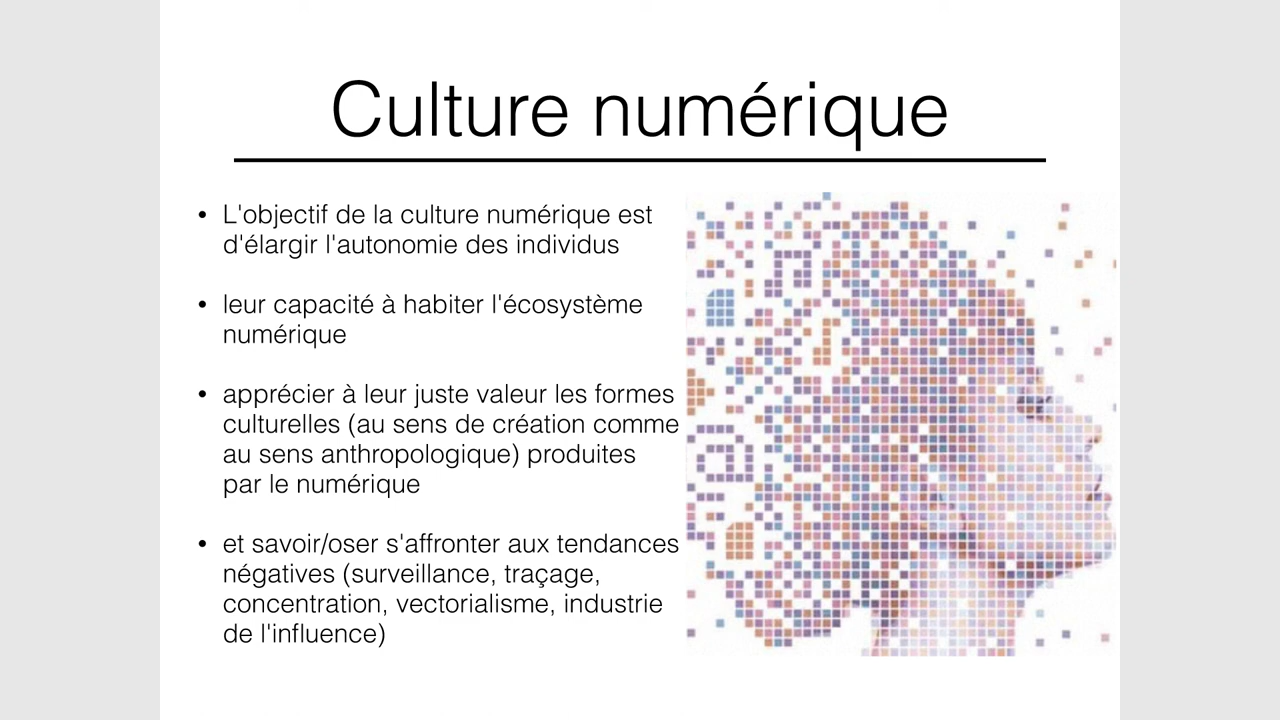 Culture numérique
• L'objectif de la culture numérique est
d'élargir l'autonomie des individus
• leur capacité à habiter l'écosystème
numérique
• apprécier à leur juste valeur les formes
culturelles (au sens de création comme
au sens anthropologique) produites
par le numérique
• et savoir/oser s'affronter aux tendances
négatives (surveillance, traçage,
concentration, vectorialisme, industrie
de l'influence)